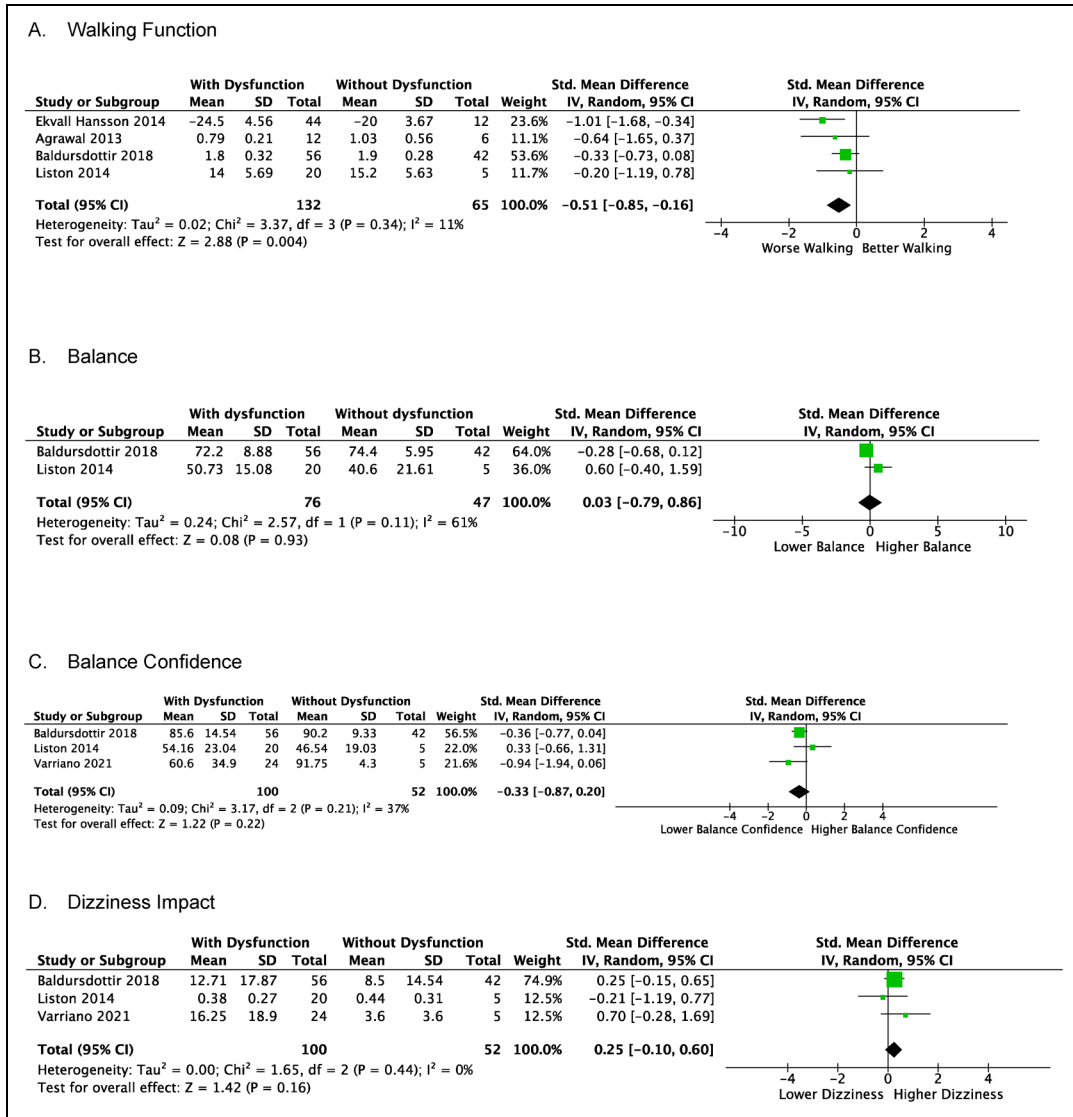 A. Walking Function
With Dysfunction Without Dysfunction Std. Mean Difference Std. Mean Difference
Study or Subgroup Mean SD Total Mean SD Total Weight IV, Random, 95% CI IV, Random, 95% CI
Ekvall Hansson 2014 −24.5 4.56 44 −20 3.67 12 23.6% −1.01 [−1.68, −0.34]
Agrawal 2013 0.79 0.21 12 1.03 0.56 6 11.1% −0.64 [−1.65, 0.37]
Baldursdottir 2018 1.8 0.32 56 1.9 0.28 42 53.6% −0.33 [−0.73, 0.08]
Liston 2014 14 5.69 20 15.2 5.63 5 11.7% −0.20 [−1.19, 0.78]
Total (95% CI) 132 65 100.0% −0.51 [−0.85, −0.16]
Heterogeneity: Tau² = 0.02; Chi² = 3.37, df = 3 (P = 0.34); I² = 11%
Test for overall effect: Z = 2.88 (P = 0.004)
−4 −2 0 2 4
Worse Walking Better Walking
B. Balance
With dysfunction Without dysfunction Std. Mean Difference Std. Mean Difference
Study or Subgroup Mean SD Total Mean SD Total Weight IV, Random, 95% CI IV, Random, 95% CI
Baldursdottir 2018 72.2 8.88 56 74.4 5.95 42 64.0% −0.28 [−0.68, 0.12]
Liston 2014 50.73 15.08 20 40.6 21.61 5 36.0% 0.60 [−0.40, 1.59]
Total (95% CI) 76 47 100.0% 0.03 [−0.79, 0.86]
Heterogeneity: Tau² = 0.24; Chi² = 2.57, df = 1 (P = 0.11); I² = 61%
Test for overall effect: Z = 0.08 (P = 0.93)
−10 −5 0 5 10
Lower Balance Higher Balance
C. Balance Confidence
With Dysfunction Without Dysfunction Std. Mean Difference Std. Mean Difference
Study or Subgroup Mean SD Total Mean SD Total Weight IV, Random, 95% CI IV, Random, 95% CI
Baldursdottir 2018 85.6 14.54 56 90.2 9.33 42 56.5% −0.36 [−0.77, 0.04]
Liston 2014 54.16 23.04 20 46.54 19.03 5 22.0% 0.33 [−0.66, 1.31]
Varriano 2021 60.6 34.9 24 91.75 4.3 5 21.6% −0.94 [−1.94, 0.06]
Total (95% CI) 100 52 100.0% −0.33 [−0.87, 0.20]
Heterogeneity: Tau² = 0.09; Chi² = 3.17, df = 2 (P = 0.21); I² = 37%
Test for overall effect: Z = 1.22 (P = 0.22)
−4 −2 0 2 4
Lower Balance Confidence Higher Balance Confidence
D. Dizziness Impact
With Dysfunction Without Dysfunction Std. Mean Difference Std. Mean Difference
Study or Subgroup Mean SD Total Mean SD Total Weight IV, Random, 95% CI IV, Random, 95% CI
Baldursdottir 2018 12.71 17.87 56 8.5 14.54 42 74.9% 0.25 [−0.15, 0.65]
Liston 2014 0.38 0.27 20 0.44 0.31 5 12.5% −0.21 [−1.19, 0.77]
Varriano 2021 16.25 18.9 24 3.6 3.6 5 12.5% 0.70 [−0.28, 1.69]
Total (95% CI) 100 52 100.0% 0.25 [−0.10, 0.60]
Heterogeneity: Tau² = 0.00; Chi² = 1.65, df = 2 (P = 0.44); I² = 0%
Test for overall effect: Z = 1.42 (P = 0.16)
−4 −2 0 2 4
Lower Dizziness Higher Dizziness